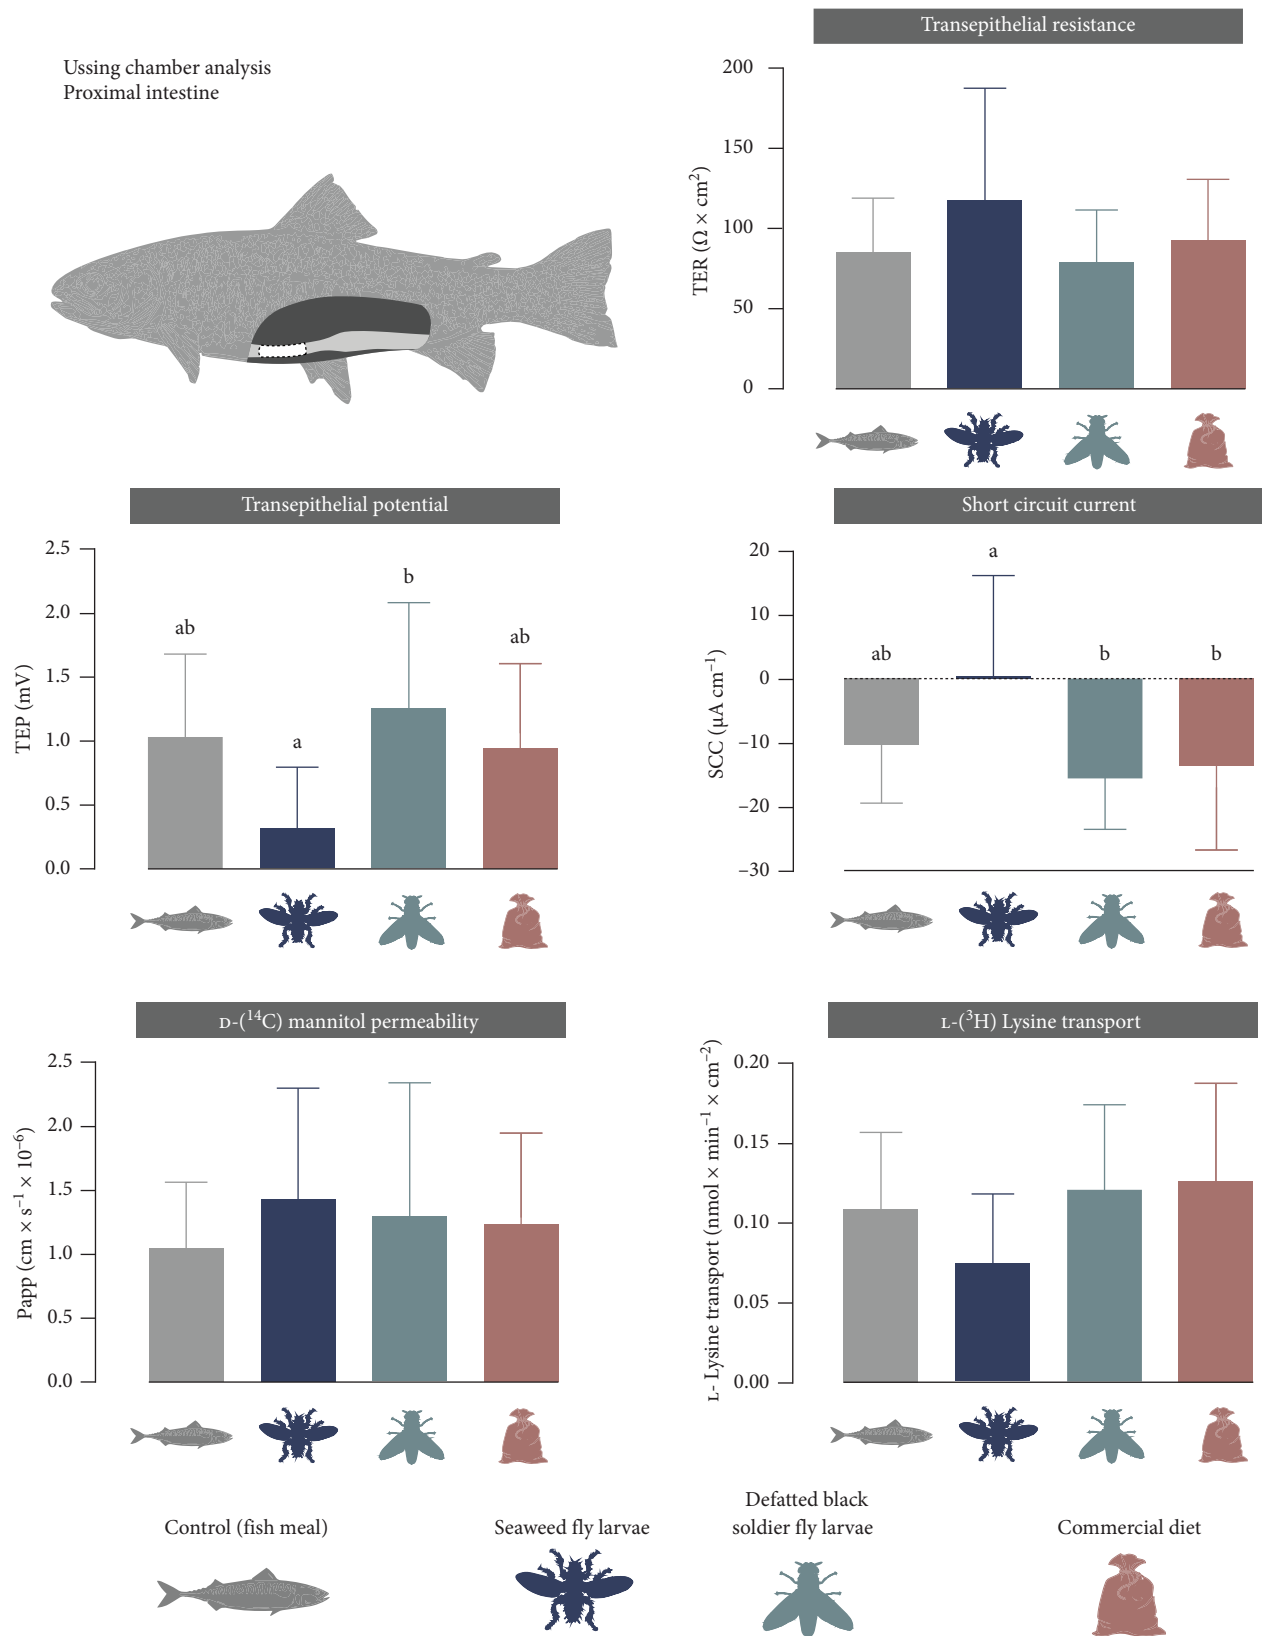 Ussing chamber analysis
Proximal intestine
Transepithelial resistance
TER (Ω × cm²)
200
150
100
50
0
Transepithelial potential
TEP (mV)
2.5
2.0
1.5
1.0
0.5
0.0
ab
a
b
ab
Short circuit current
SCC (µA cm⁻¹)
20
10
0
−10
−20
−30
ab
a
b
b
D-(¹⁴C) mannitol permeability
Papp (cm × s⁻¹ × 10⁻⁶)
2.5
2.0
1.5
1.0
0.5
0.0
L-(³H) Lysine transport
L- Lysine transport (nmol × min⁻¹ × cm⁻²)
0.20
0.15
0.10
0.05
0.00
Control (fish meal)
Seaweed fly larvae
Defatted black
soldier fly larvae
Commercial diet